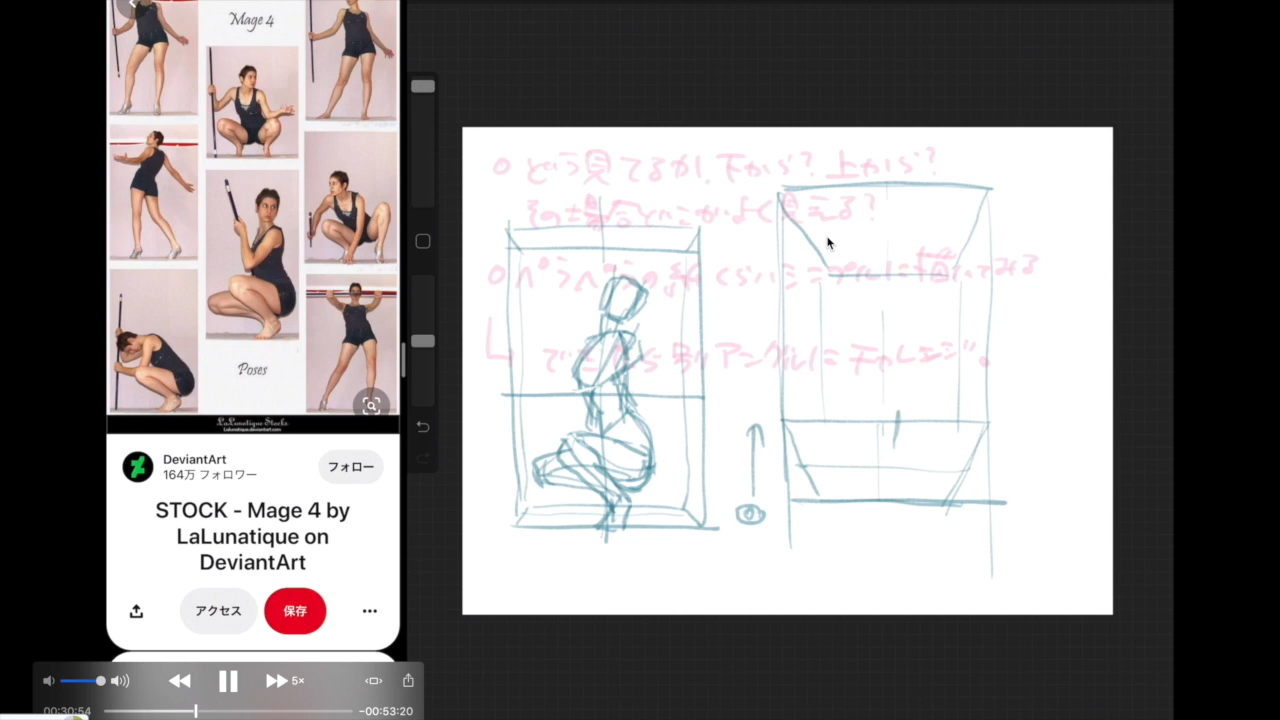 Mage 4
Poses
LaLunatique Stocks
Lalunatique.deviantart.com
DeviantArt
164万 フォロワー
フォロー
STOCK - Mage 4 by
LaLunatique on
DeviantArt
アクセス
保存
5×
00:30:54
−00:53:20
○ どう見てるか、下から？上から？
その場合どこがよく見える？
○ ペラペラの紙くらいシンプルに描いてみる
└ できたら別アングルにチャレンジ。